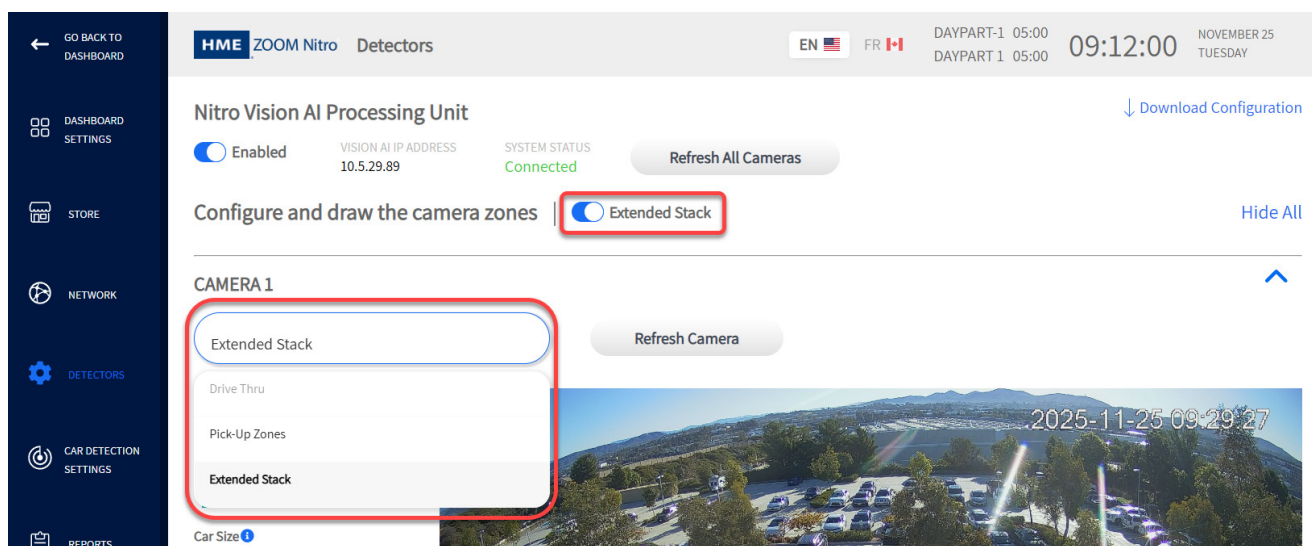 GO BACK TO
DASHBOARD
HME ZOOM Nitro Detectors
EN FR
DAYPART-1 05:00
DAYPART 1 05:00
09:12:00
NOVEMBER 25
TUESDAY
DASHBOARD
SETTINGS
STORE
NETWORK
DETECTORS
CAR DETECTION
SETTINGS
REPORTS
Nitro Vision AI Processing Unit
Download Configuration
Enabled
VISION AI IP ADDRESS
10.5.29.89
SYSTEM STATUS
Connected
Refresh All Cameras
Configure and draw the camera zones | Extended Stack
Hide All
CAMERA 1
Extended Stack
Refresh Camera
Drive Thru
Pick-Up Zones
Extended Stack
Car Size
2025-11-25 09:29:27